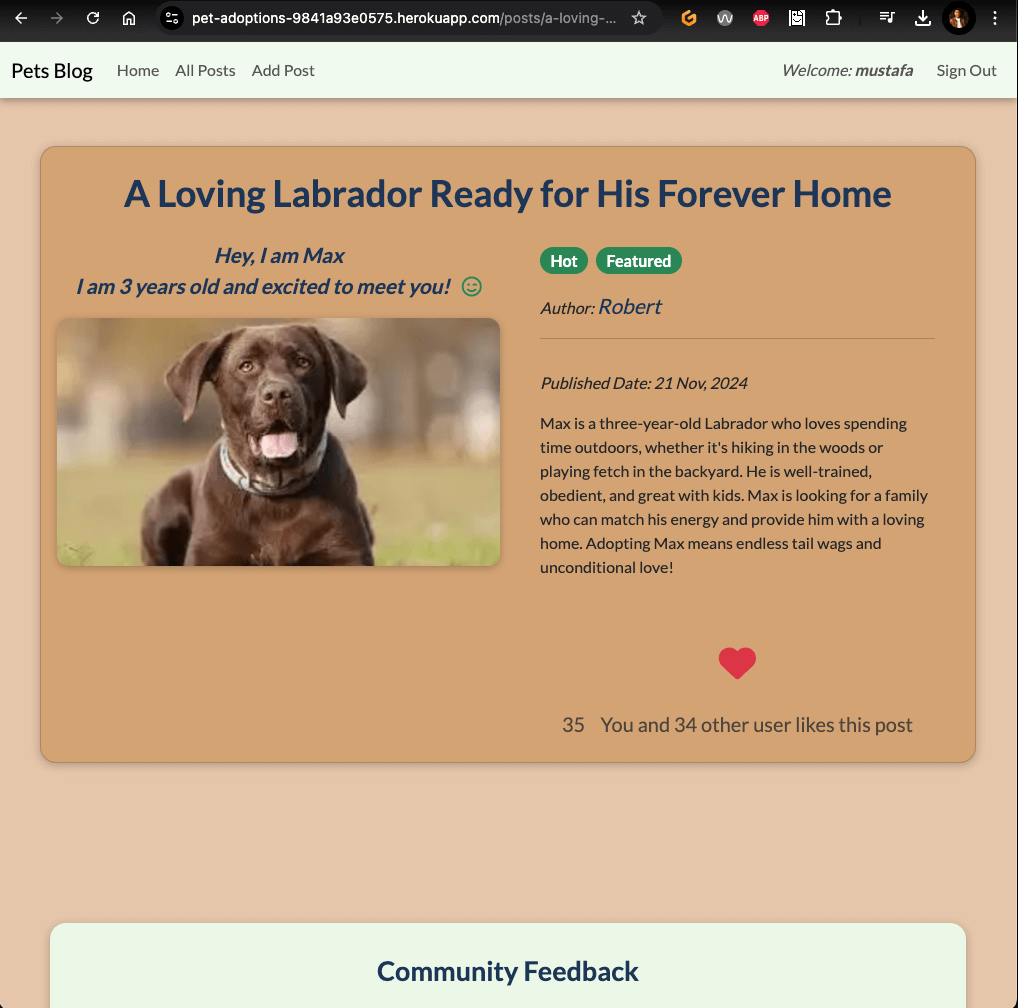 pet-adoptions-9841a93e0575.herokuapp.com/posts/a-loving-...
ABP
Pets Blog Home All Posts Add Post Welcome: mustafa Sign Out
A Loving Labrador Ready for His Forever Home
Hey, I am Max
I am 3 years old and excited to meet you!
Hot Featured
Author: Robert
Published Date: 21 Nov, 2024
Max is a three-year-old Labrador who loves spending
time outdoors, whether it's hiking in the woods or
playing fetch in the backyard. He is well-trained,
obedient, and great with kids. Max is looking for a family
who can match his energy and provide him with a loving
home. Adopting Max means endless tail wags and
unconditional love!
35 You and 34 other user likes this post
Community Feedback